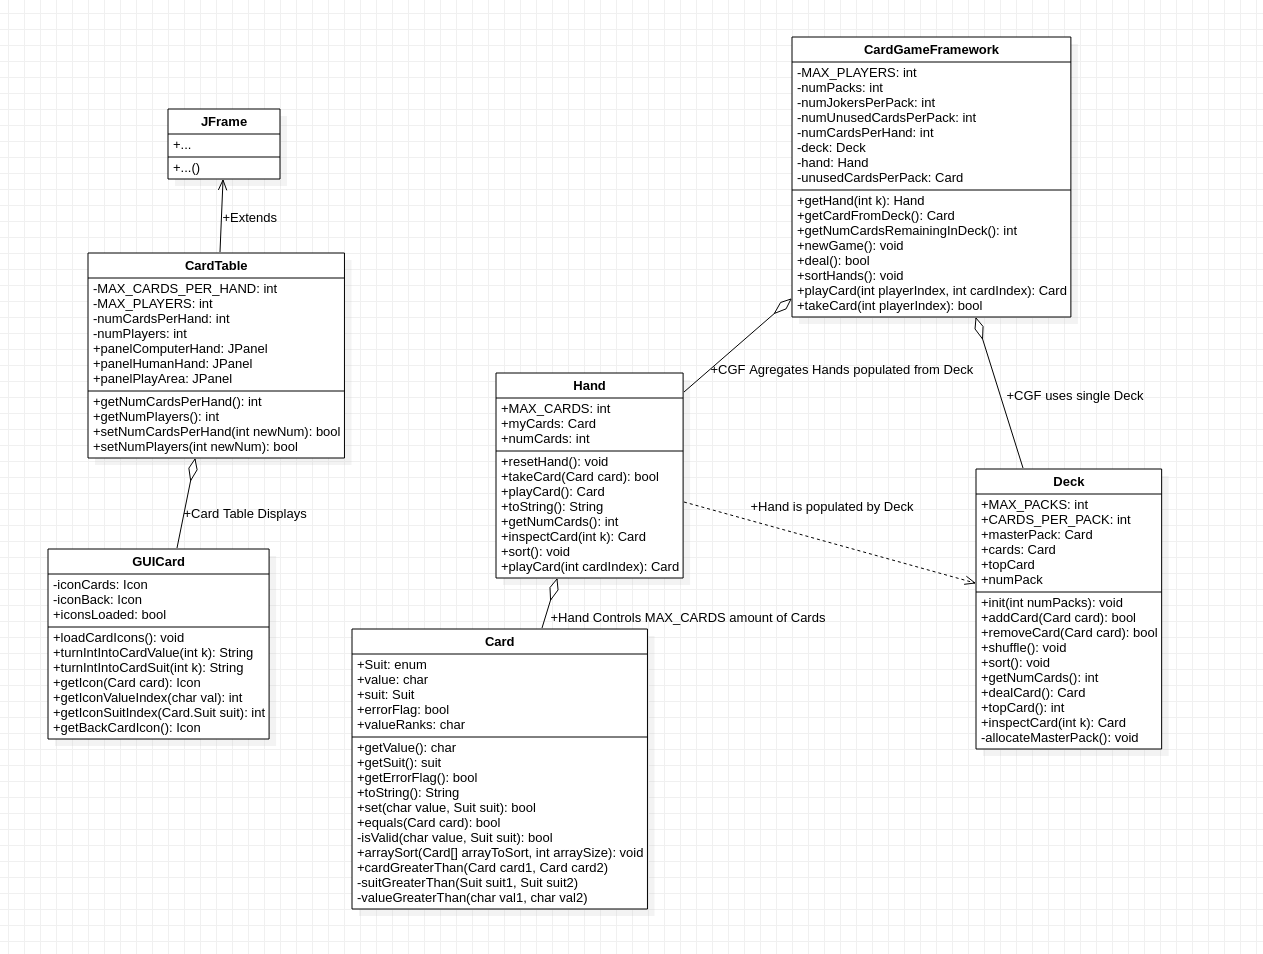 CardGameFramework
-MAX_PLAYERS: int
-numPacks: int
-numJokersPerPack: int
-numUnusedCardsPerPack: int
-numCardsPerHand: int
-deck: Deck
-hand: Hand
-unusedCardsPerPack: Card
+getHand(int k): Hand
+getCardFromDeck(): Card
+getNumCardsRemainingInDeck(): int
+newGame(): void
+deal(): bool
+sortHands(): void
+playCard(int playerIndex, int cardIndex): Card
+takeCard(int playerIndex): bool
JFrame
+...
+...()
+Extends
CardTable
-MAX_CARDS_PER_HAND: int
-MAX_PLAYERS: int
-numCardsPerHand: int
-numPlayers: int
+panelComputerHand: JPanel
+panelHumanHand: JPanel
+panelPlayArea: JPanel
+getNumCardsPerHand(): int
+getNumPlayers(): int
+setNumCardsPerHand(int newNum): bool
+setNumPlayers(int newNum): bool
+CGF Agregates Hands populated from Deck
+CGF uses single Deck
Hand
+MAX_CARDS: int
+myCards: Card
+numCards: int
+resetHand(): void
+takeCard(Card card): bool
+playCard(): Card
+toString(): String
+getNumCards(): int
+inspectCard(int k): Card
+sort(): void
+playCard(int cardIndex): Card
+Hand is populated by Deck
Deck
+MAX_PACKS: int
+CARDS_PER_PACK: int
+masterPack: Card
+cards: Card
+topCard
+numPack
+init(int numPacks): void
+addCard(Card card): bool
+removeCard(Card card): bool
+shuffle(): void
+sort(): void
+getNumCards(): int
+dealCard(): Card
+topCard(): int
+inspectCard(int k): Card
-allocateMasterPack(): void
+Card Table Displays
GUICard
-iconCards: Icon
-iconBack: Icon
+iconsLoaded: bool
+loadCardIcons(): void
+turnIntIntoCardValue(int k): String
+turnIntIntoCardSuit(int k): String
+getIcon(Card card): Icon
+getIconValueIndex(char val): int
+getIconSuitIndex(Card.Suit suit): int
+getBackCardIcon(): Icon
+Hand Controls MAX_CARDS amount of Cards
Card
+Suit: enum
+value: char
+suit: Suit
+errorFlag: bool
+valueRanks: char
+getValue(): char
+getSuit(): suit
+getErrorFlag(): bool
+toString(): String
+set(char value, Suit suit): bool
+equals(Card card): bool
-isValid(char value, Suit suit): bool
+arraySort(Card[] arrayToSort, int arraySize): void
+cardGreaterThan(Card card1, Card card2)
-suitGreaterThan(Suit suit1, Suit suit2)
-valueGreaterThan(char val1, char val2)